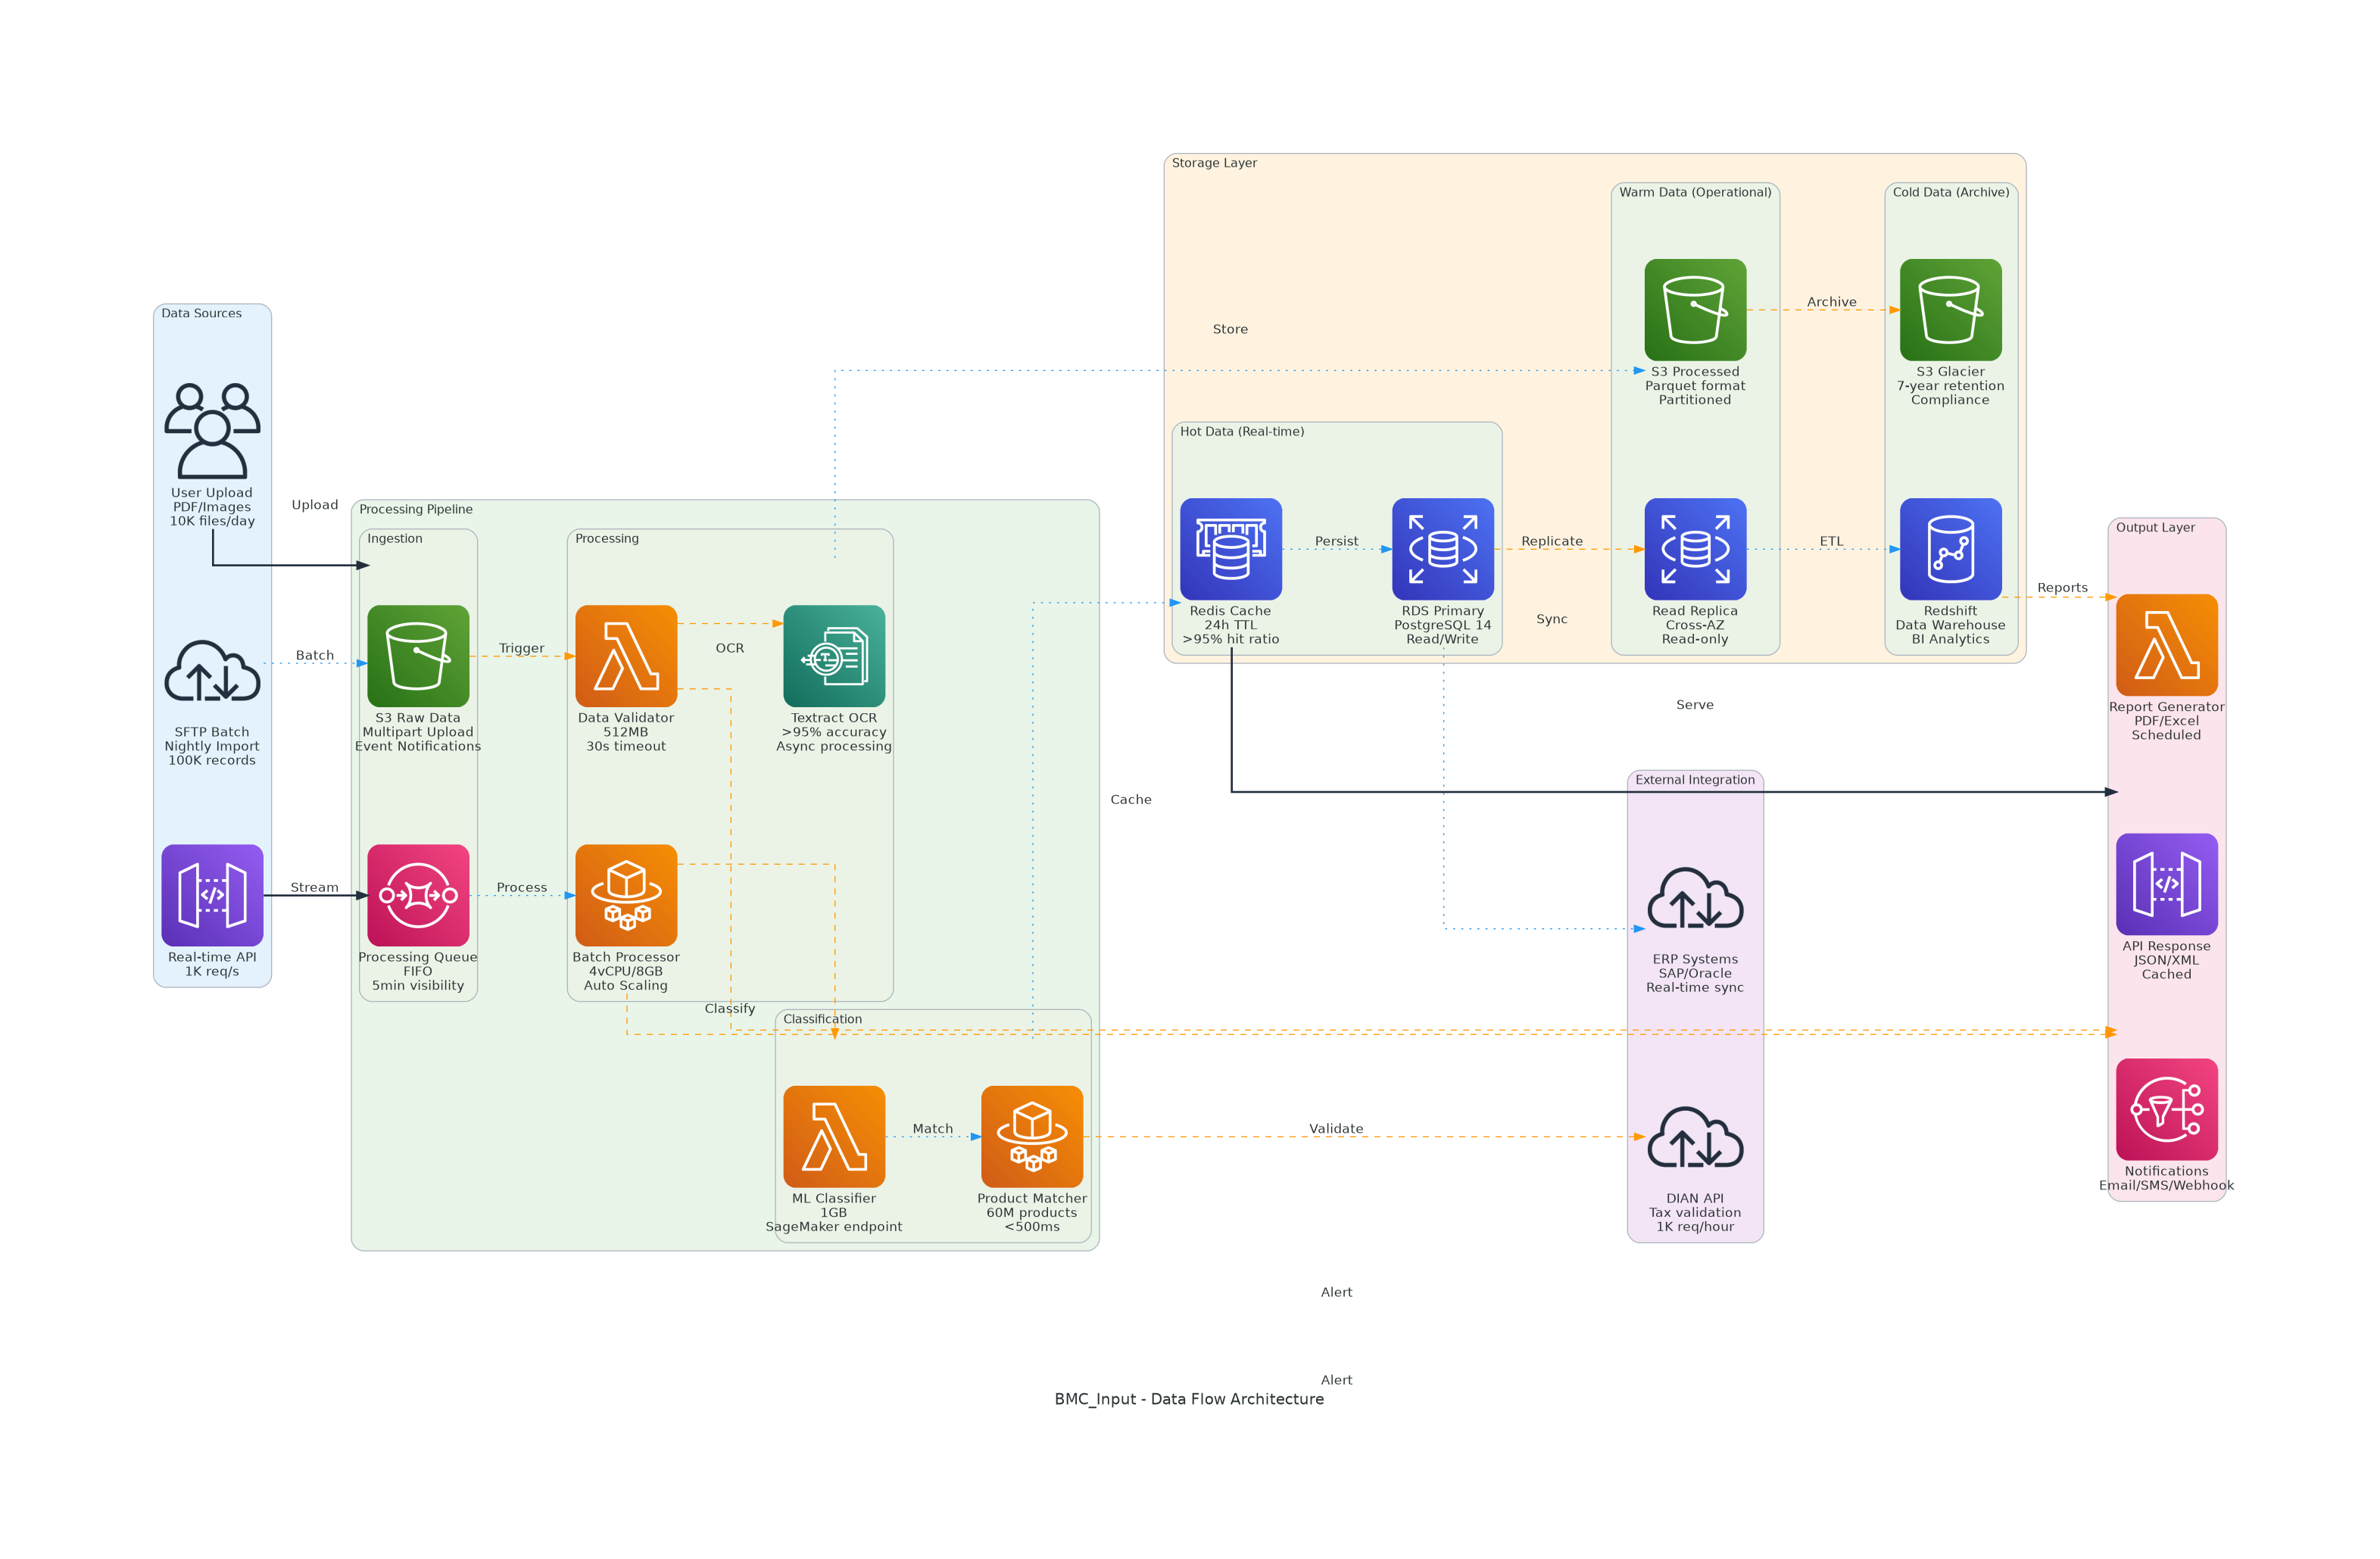 Storage Layer
Warm Data (Operational)
Cold Data (Archive)
Archive
Store
S3 Processed
Parquet format
Partitioned
S3 Glacier
7-year retention
Compliance
Hot Data (Real-time)
Persist
Replicate
ETL
Redis Cache
24h TTL
>95% hit ratio
RDS Primary
PostgreSQL 14
Read/Write
Sync
Read Replica
Cross-AZ
Read-only
Redshift
Data Warehouse
BI Analytics
Data Sources
User Upload
PDF/Images
10K files/day
Upload
Batch
SFTP Batch
Nightly Import
100K records
Stream
Real-time API
1K req/s
Processing Pipeline
Ingestion
S3 Raw Data
Multipart Upload
Event Notifications
Trigger
Processing Queue
FIFO
5min visibility
Process
Processing
Data Validator
512MB
30s timeout
OCR
Textract OCR
>95% accuracy
Async processing
Batch Processor
4vCPU/8GB
Auto Scaling
Classify
Classification
ML Classifier
1GB
SageMaker endpoint
Match
Product Matcher
60M products
<500ms
Cache
Serve
Validate
External Integration
ERP Systems
SAP/Oracle
Real-time sync
DIAN API
Tax validation
1K req/hour
Reports
Output Layer
Report Generator
PDF/Excel
Scheduled
API Response
JSON/XML
Cached
Notifications
Email/SMS/Webhook
Alert
Alert
BMC_Input - Data Flow Architecture